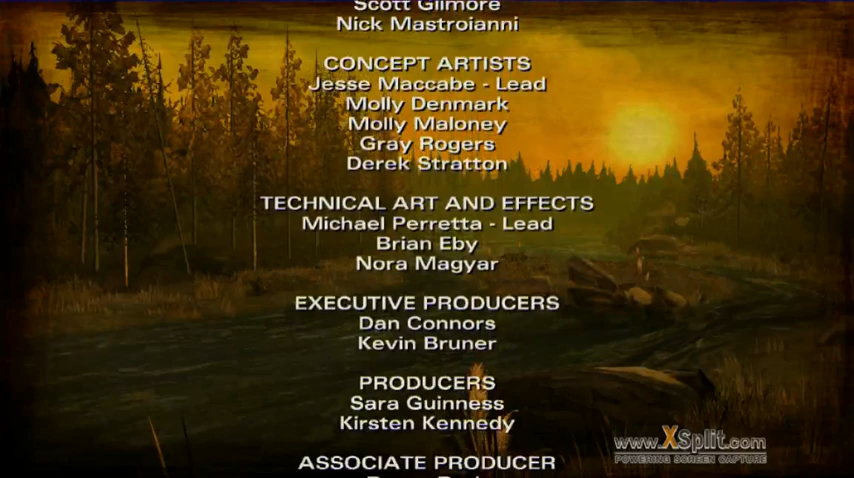 Scott Gilmore
Nick Mastroianni
CONCEPT ARTISTS
Jesse Maccabe - Lead
Molly Denmark
Molly Maloney
Gray Rogers
Derek Stratton
TECHNICAL ART AND EFFECTS
Michael Perretta - Lead
Brian Eby
Nora Magyar
EXECUTIVE PRODUCERS
Dan Connors
Kevin Bruner
PRODUCERS
Sara Guinness
Kirsten Kennedy
www.XSplit.com
POWERING SCREEN CAPTURE
ASSOCIATE PRODUCER